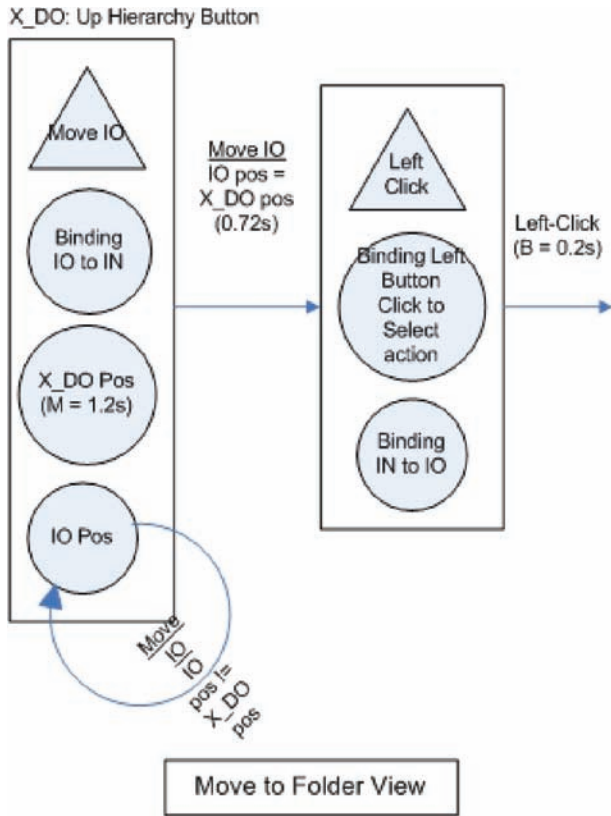 X_DO: Up Hierarchy Button
Move IO
Binding
IO to IN
X_DO Pos
(M = 1.2s)
IO Pos
Move
IO
IO
pos !=
X_DO
pos
Move IO
IO pos =
X_DO pos
(0.72s)
Left
Click
Binding Left
Button
Click to
Select
action
Binding
IN to IO
Left-Click
(B = 0.2s)
Move to Folder View